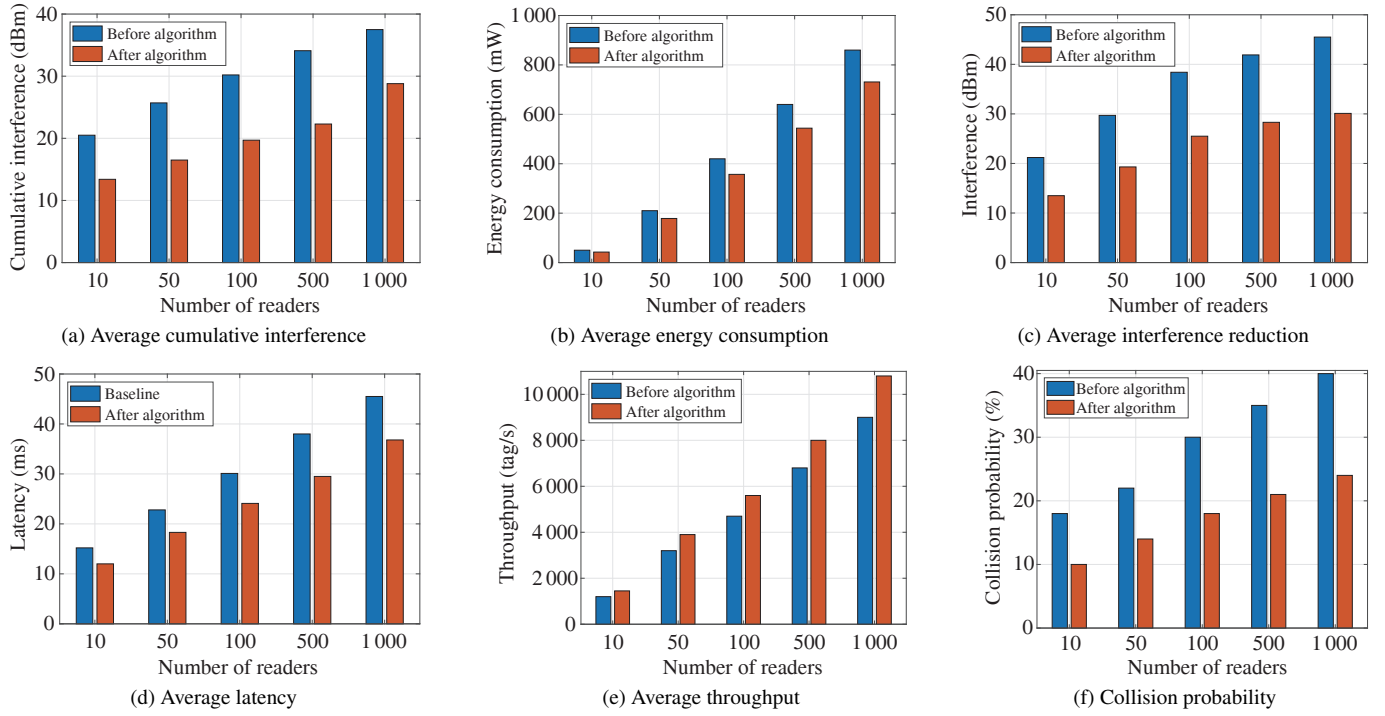 50
40
30
20
10
0
Cumulative interference (dBm)
Before algorithm
After algorithm
10 50 100 500 1 000
Number of readers
(a) Average cumulative interference
1 000
800
600
400
200
0
Energy consumption (mW)
Before algorithm
After algorithm
10 50 100 500 1 000
Number of readers
(b) Average energy consumption
50
40
30
20
10
0
Interference (dBm)
Before algorithm
After algorithm
10 50 100 500 1 000
Number of readers
(c) Average interference reduction
50
40
30
20
10
0
Latency (ms)
Baseline
After algorithm
10 50 100 500 1 000
Number of readers
(d) Average latency
10 000
8 000
6 000
4 000
2 000
0
Throughput (tag/s)
Before algorithm
After algorithm
10 50 100 500 1 000
Number of readers
(e) Average throughput
40
30
20
10
0
Collision probability (%)
Before algorithm
After algorithm
10 50 100 500 1 000
Number of readers
(f) Collision probability